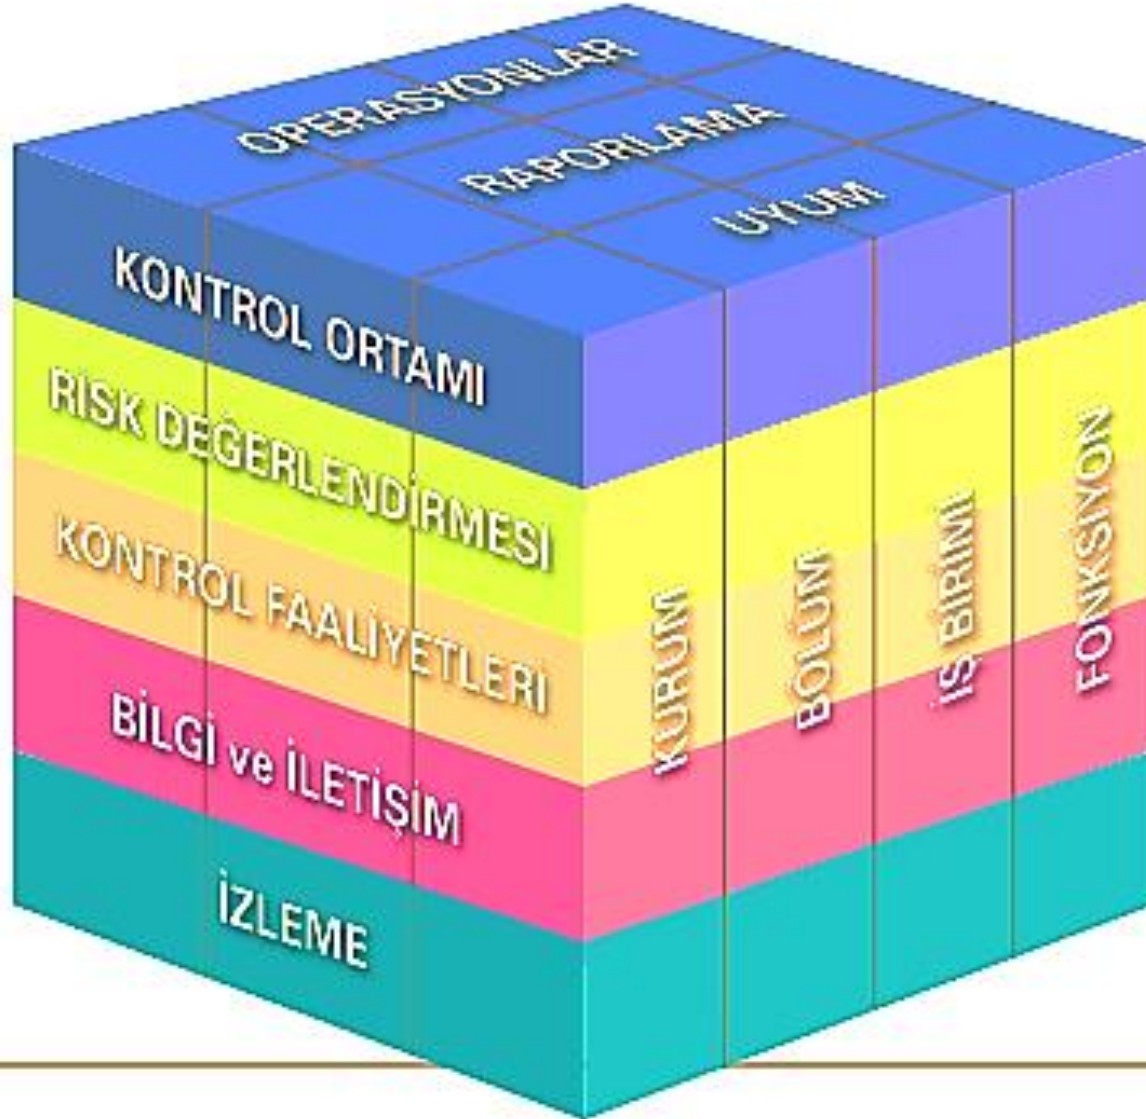 OPERASYONLAR
RAPORLAMA
UYUM
KONTROL ORTAMI
RİSK DEĞERLENDİRMESİ
KONTROL FAALİYETLERİ
BİLGİ ve İLETİŞİM
İZLEME
KURUM
BÖLÜM
İŞ BİRİMİ
FONKSİYON